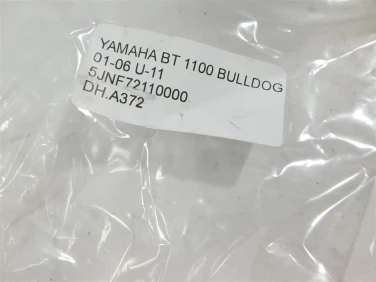 YAMAHA BT 1100 BULLDOG
01-06 U-11
5JNF72110000
DH.A372